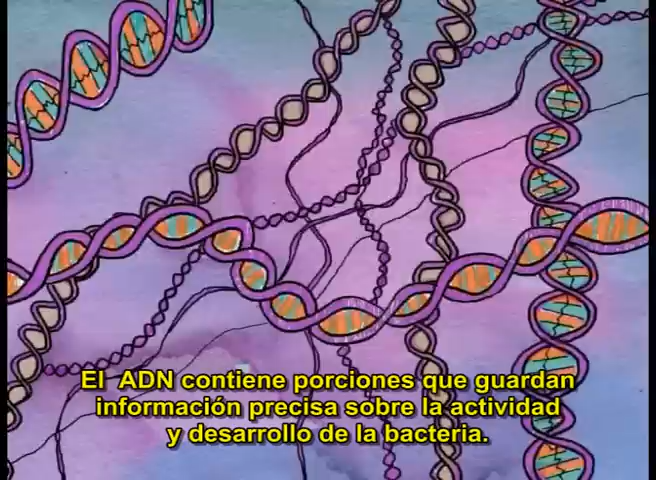 El  ADN contiene porciones que guardan
información precisa sobre la actividad
y desarrollo de la bacteria.